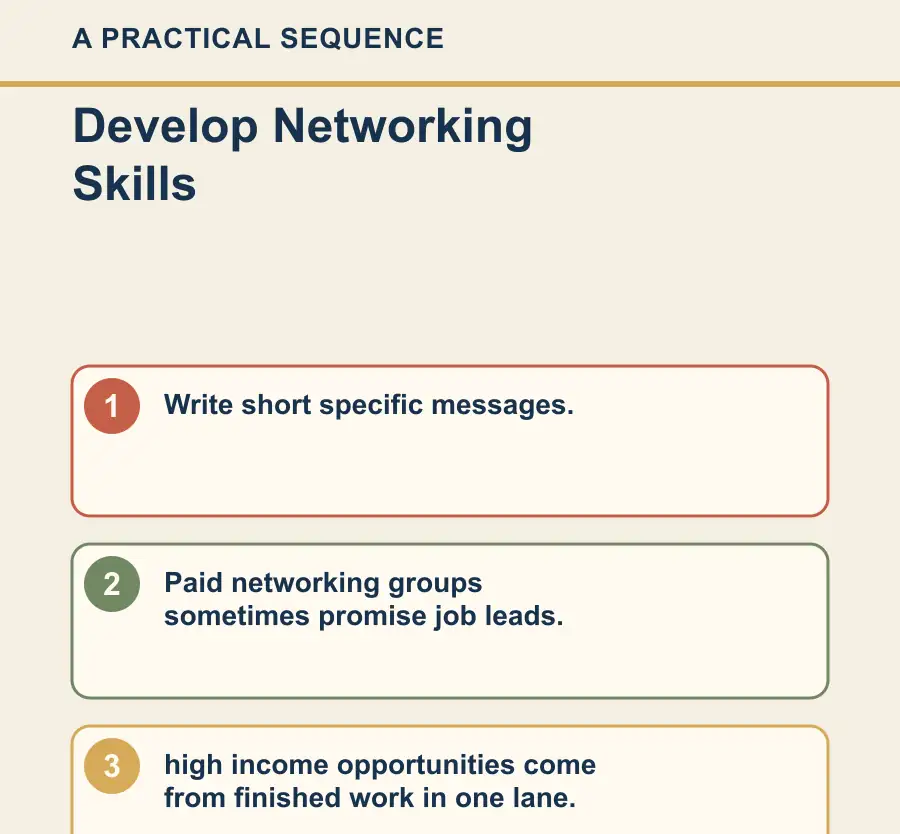 A PRACTICAL SEQUENCE
Develop Networking
Skills
1
Write short specific messages.
2
Paid networking groups
sometimes promise job leads.
3
high income opportunities come
from finished work in one lane.